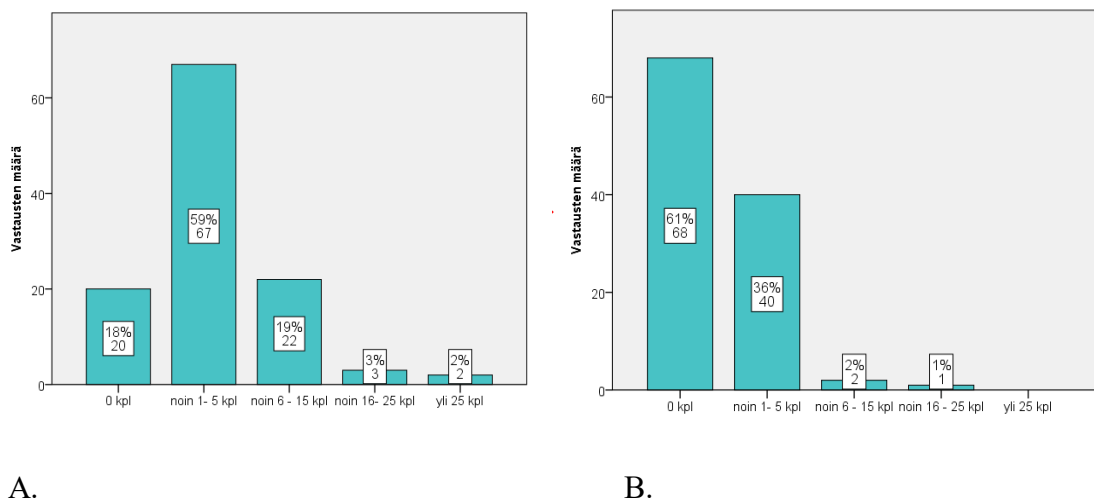 Vastausten määrä
60
40
20
0
18%
20
59%
67
19%
22
3%
3
2%
2
0 kpl
noin 1- 5 kpl
noin 6 - 15 kpl
noin 16- 25 kpl
yli 25 kpl
A.
Vastausten määrä
60
40
20
0
61%
68
36%
40
2%
2
1%
1
0 kpl
noin 1- 5 kpl
noin 6 - 15 kpl
noin 16- 25 kpl
yli 25 kpl
B.